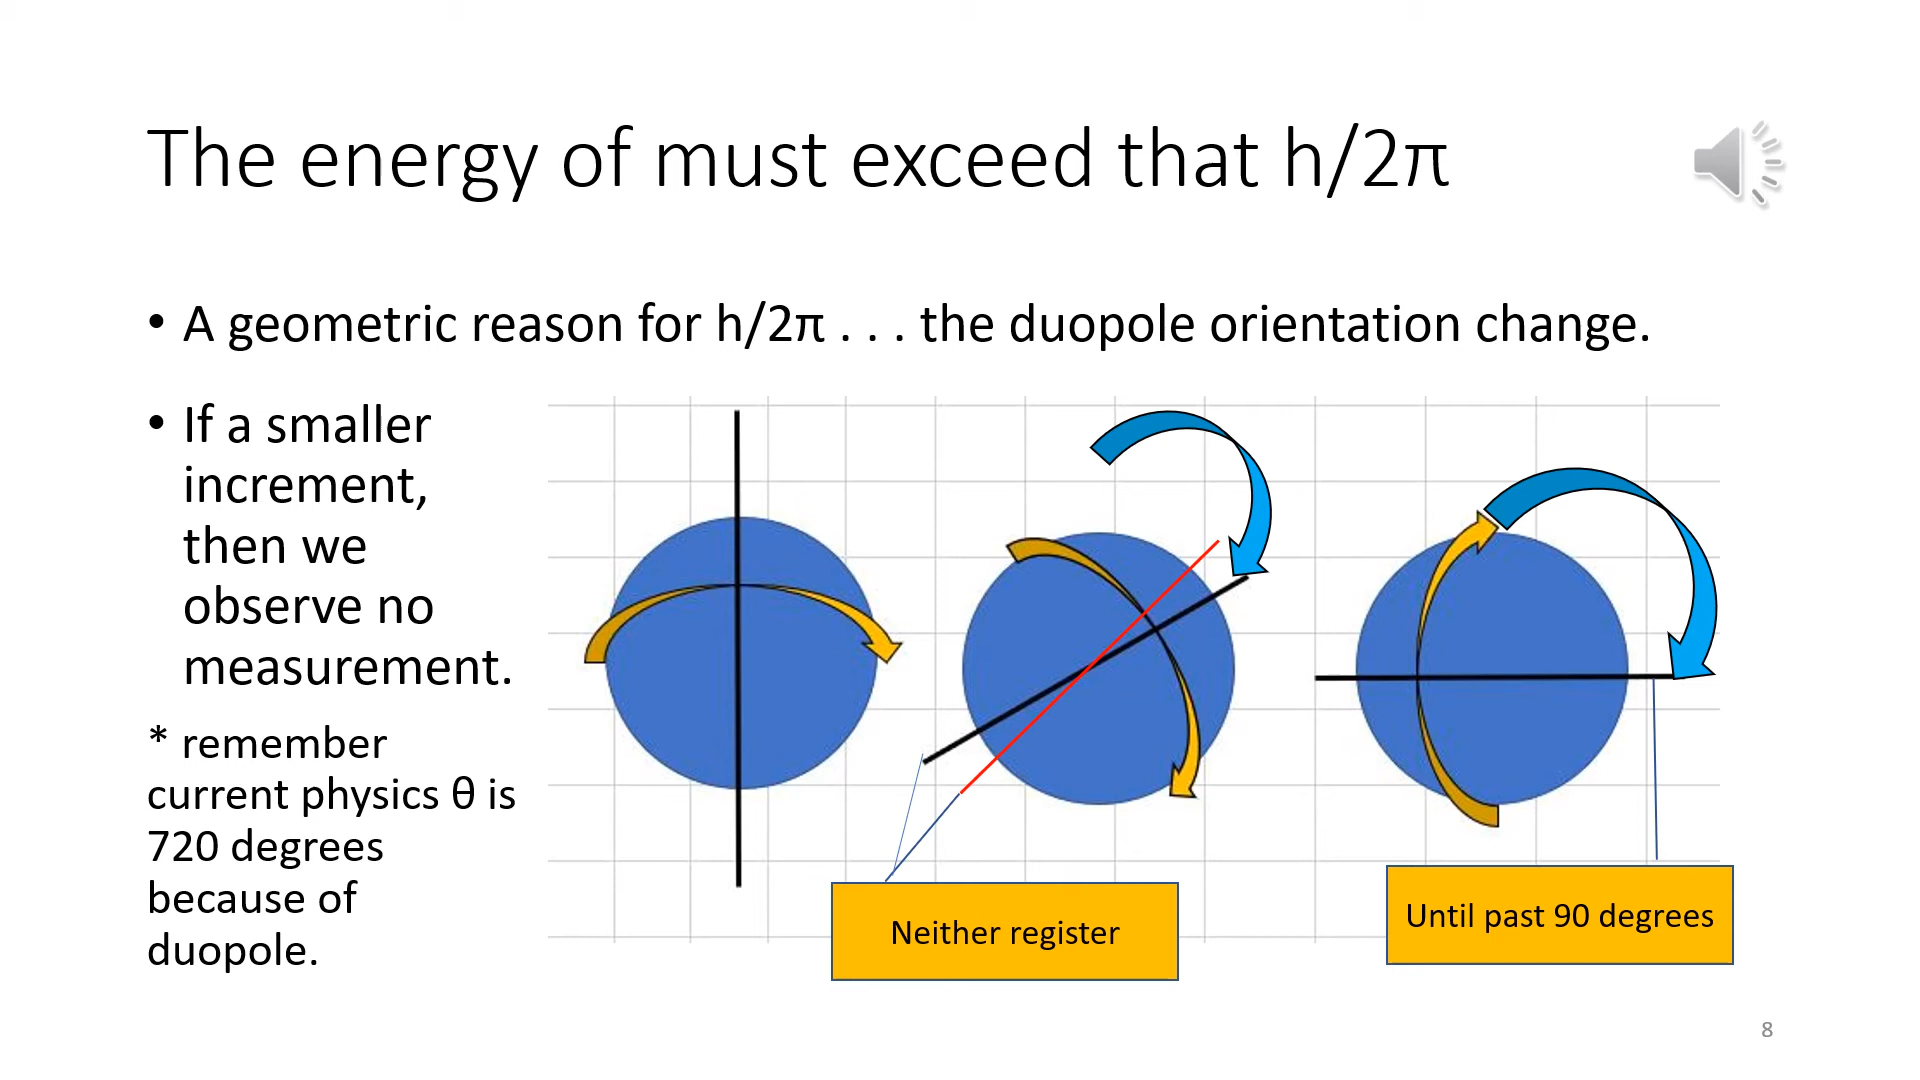 The energy of must exceed that h/2π
• A geometric reason for h/2π . . . the duopole orientation change.
• If a smaller
increment,
then we
observe no
measurement.
* remember
current physics θ is
720 degrees
because of
duopole.
Neither register
Until past 90 degrees
8